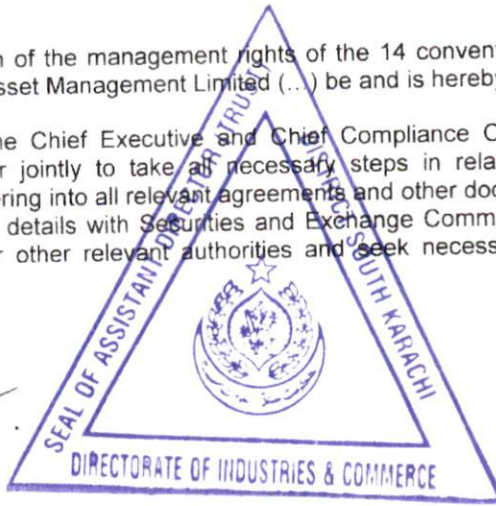 n of the management rights of the 14 convent
sset Management Limited (...) be and is hereby
ne Chief Executive and Chief Compliance O
r jointly to take all necessary steps in rela
ering into all relevant agreements and other doc
details with Securities and Exchange Comm
r other relevant authorities and seek necess
SEAL OF ASSISTANT DIRECTOR (TRUST)
DISTRICT SOUTH KARACHI
DIRECTORATE OF INDUSTRIES & COMMERCE